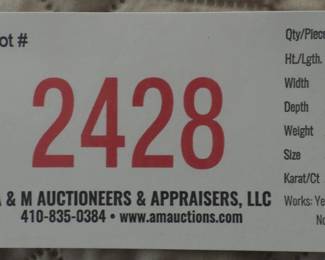 ot #
2428
& M AUCTIONEERS & APPRAISERS, LLC
410-835-0384 • www.amauctions.com
Qty/Piece
Ht./Lgth.
Width
Depth
Weight
Size
Karat/Ct
Works: Ye
No